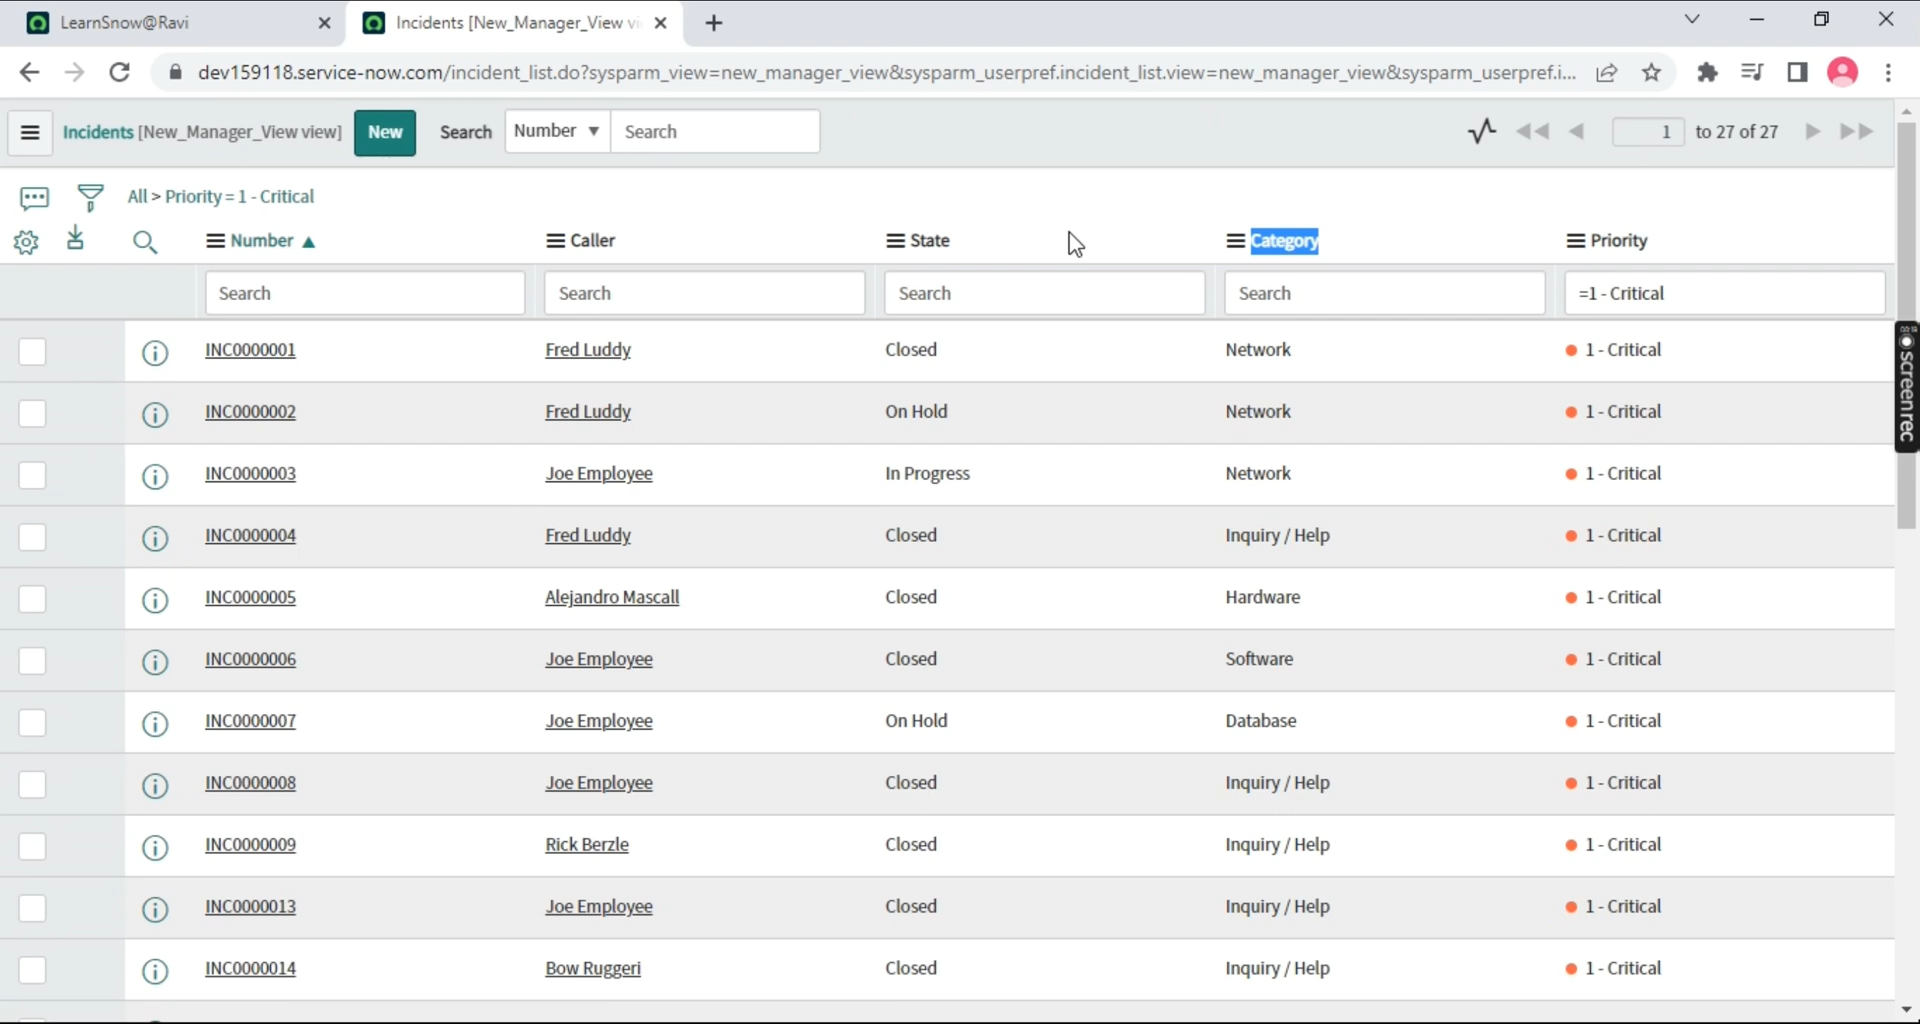 LearnSnow@Ravi
Incidents [New_Manager_View vi
dev159118.service-now.com/incident_list.do?sysparm_view=new_manager_view&sysparm_userpref.incident_list.view=new_manager_view&sysparm_userpref.i...
Incidents [New_Manager_View view] New Search Number Search 1 to 27 of 27
All > Priority = 1 - Critical
Number Caller State Category Priority
Search Search Search Search =1 - Critical
INC0000001 Fred Luddy Closed Network 1 - Critical
INC0000002 Fred Luddy On Hold Network 1 - Critical
INC0000003 Joe Employee In Progress Network 1 - Critical
INC0000004 Fred Luddy Closed Inquiry / Help 1 - Critical
INC0000005 Alejandro Mascall Closed Hardware 1 - Critical
INC0000006 Joe Employee Closed Software 1 - Critical
INC0000007 Joe Employee On Hold Database 1 - Critical
INC0000008 Joe Employee Closed Inquiry / Help 1 - Critical
INC0000009 Rick Berzle Closed Inquiry / Help 1 - Critical
INC0000013 Joe Employee Closed Inquiry / Help 1 - Critical
INC0000014 Bow Ruggeri Closed Inquiry / Help 1 - Critical
screenrec